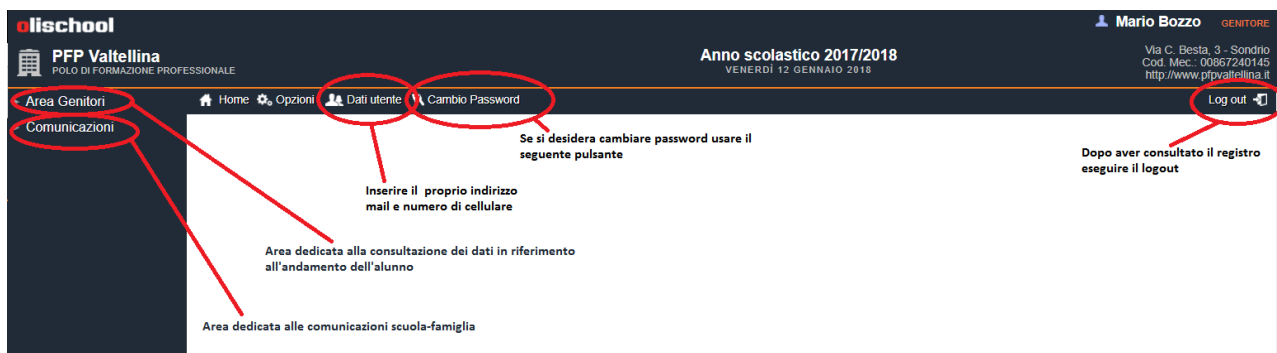 olischool
Mario Bozzo GENITORE
PFP Valtellina
POLO DI FORMAZIONE PROFESSIONALE
Anno scolastico 2017/2018
VENERDÌ 12 GENNAIO 2018
Via C. Besta, 3 - Sondrio
Cod. Mec.: 00867240145
http://www.pfpvaltellina.it
Area Genitori
Home Opzioni Dati utente Cambio Password Log out
Comunicazioni
Se si desidera cambiare password usare il
seguente pulsante
Dopo aver consultato il registro
eseguire il logout
Inserire il proprio indirizzo
mail e numero di cellulare
Area dedicata alla consultazione dei dati in riferimento
all'andamento dell'alunno
Area dedicata alle comunicazioni scuola-famiglia